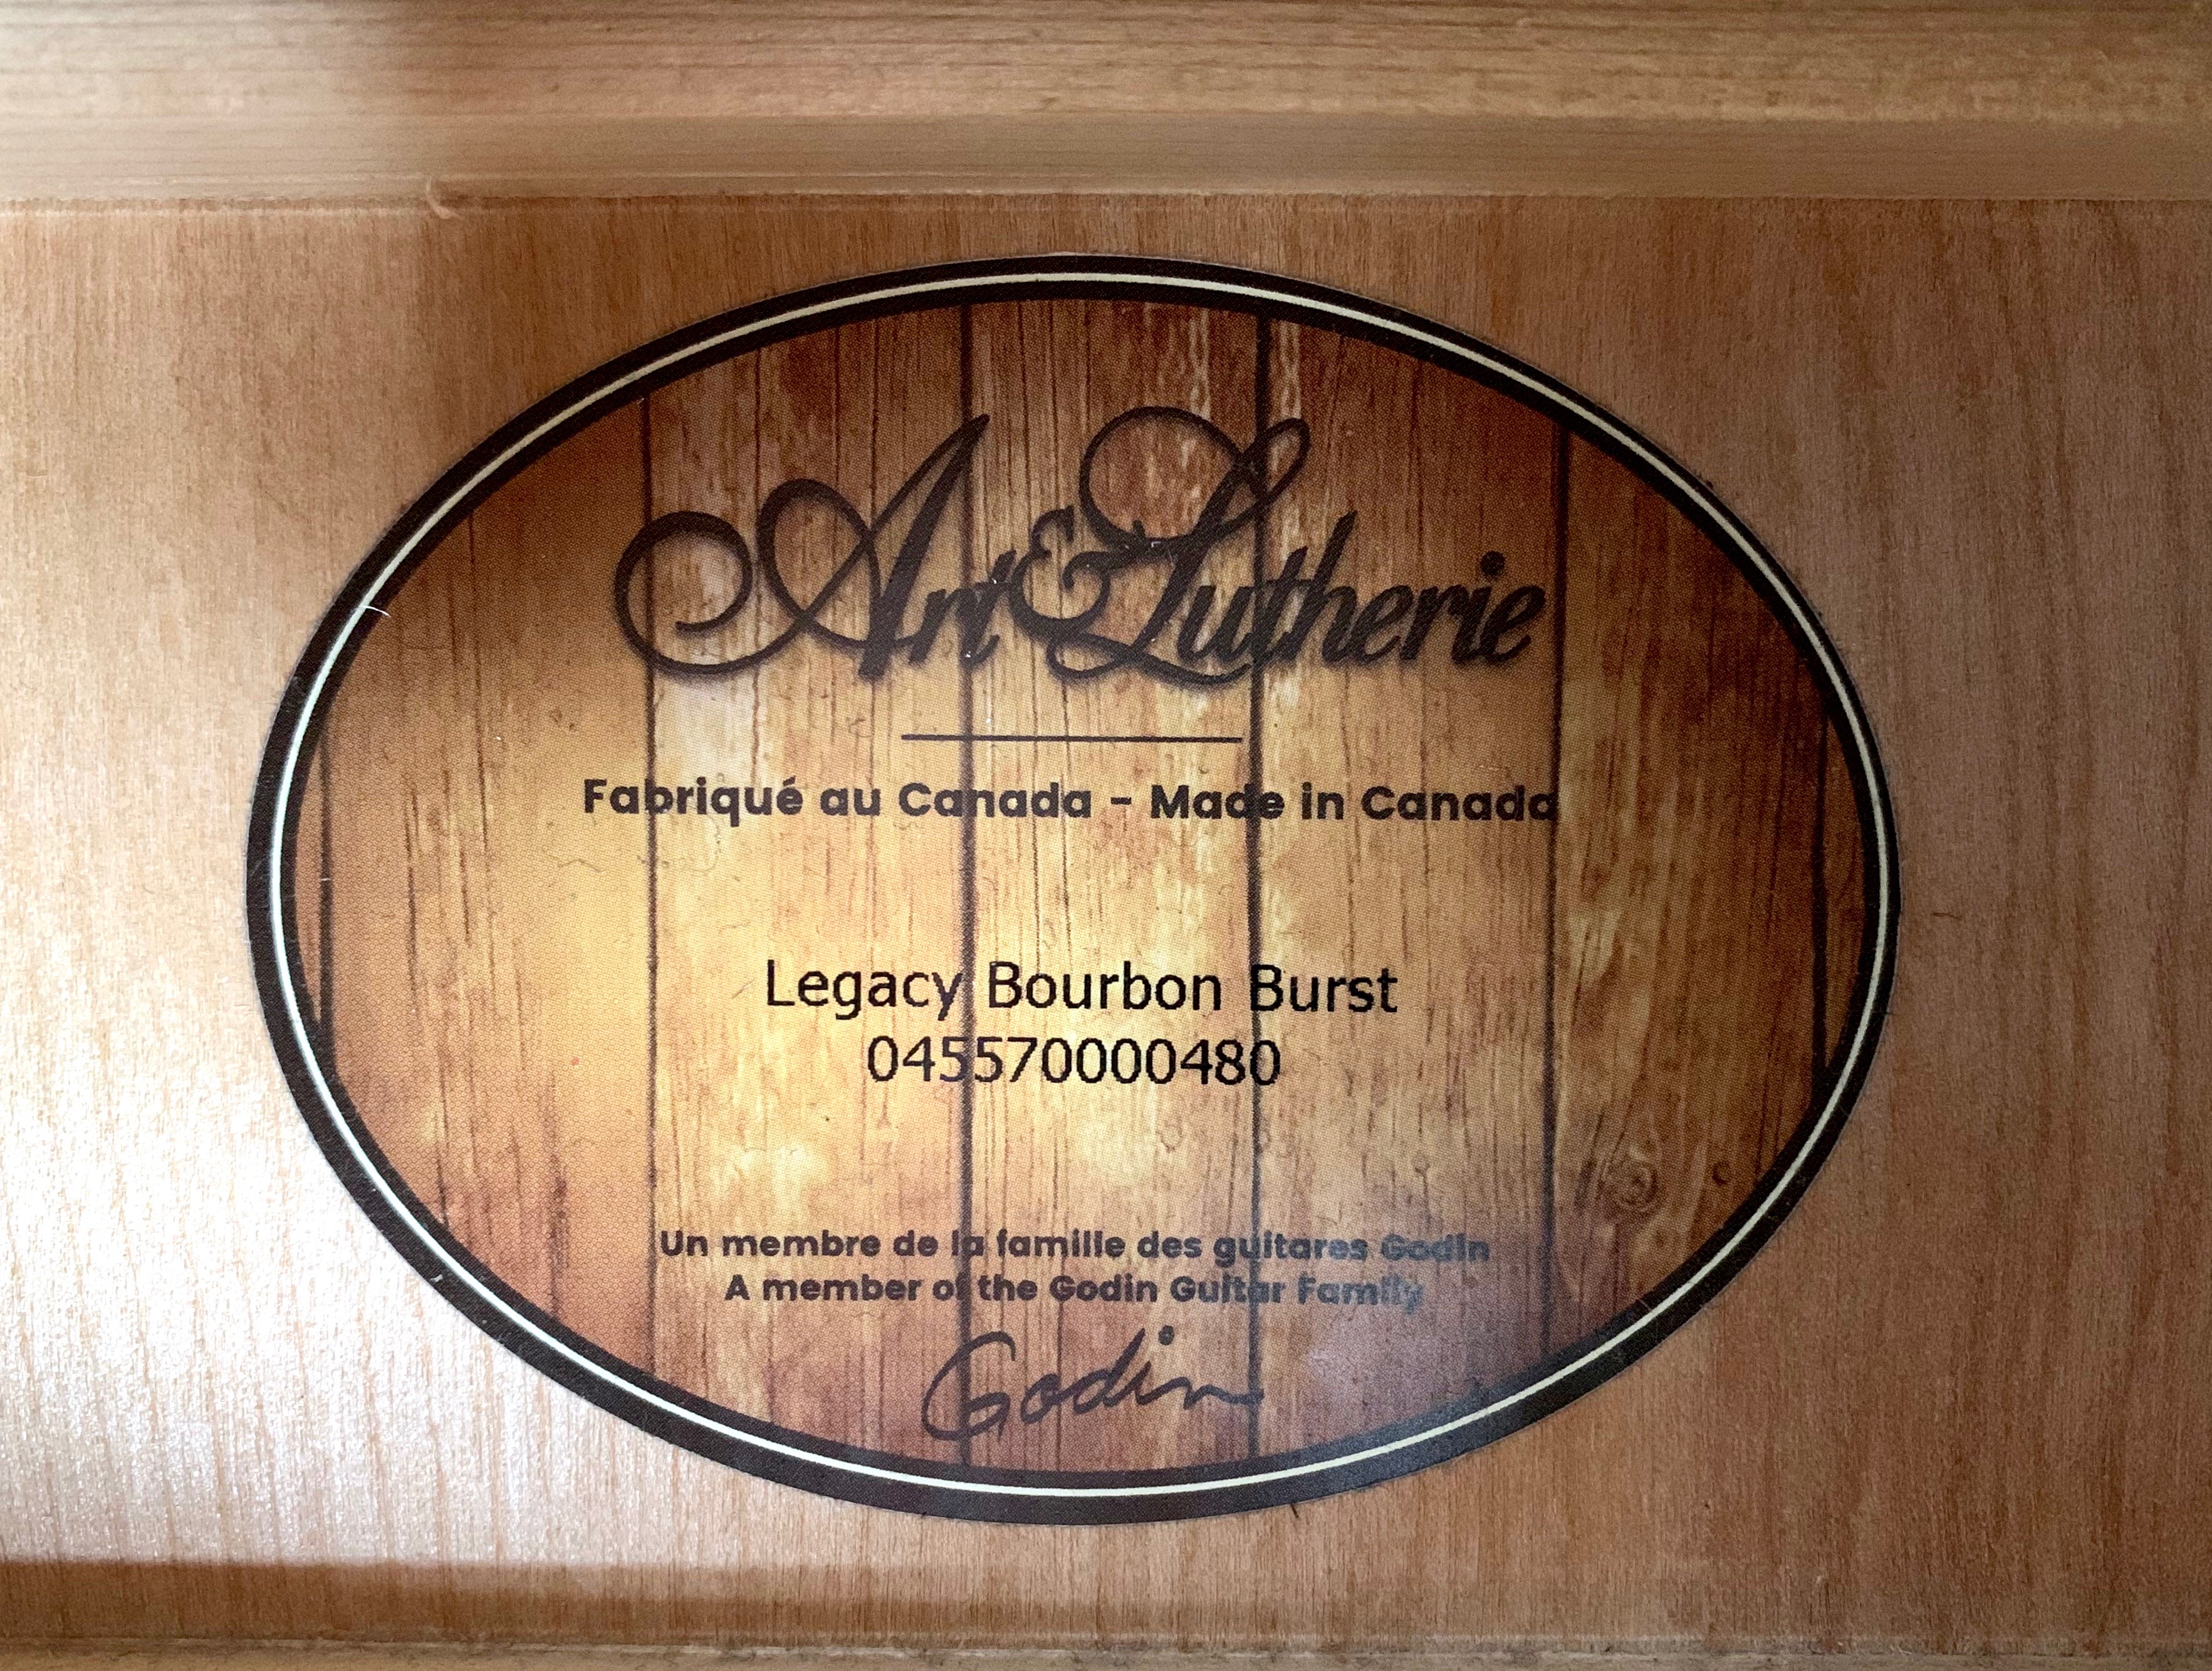 Art & Lutherie
Fabriqué au Canada - Made in Canada
Legacy Bourbon Burst
045570000480
Un membre de la famille des guitares Godin
A member of the Godin Guitar Family
Godin